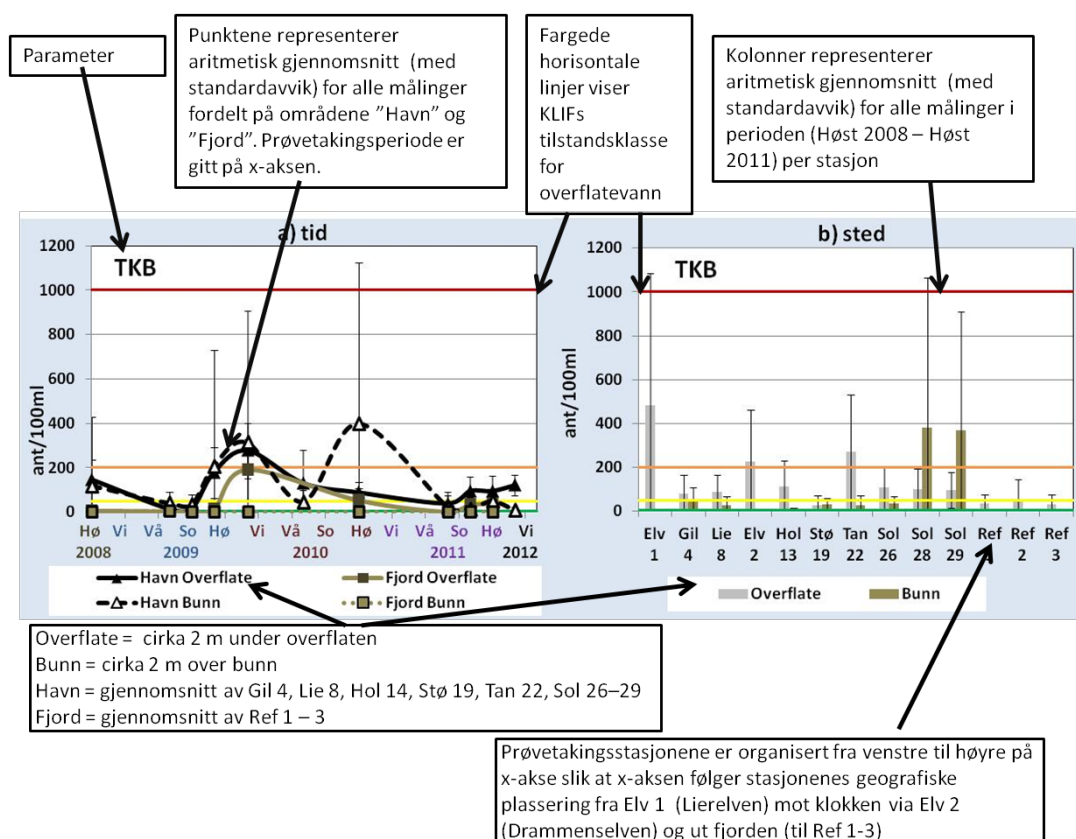 Parameter
Punktene representerer
aritmetisk gjennomsnitt (med
standardavvik) for alle målinger
fordelt på områdene ”Havn” og
”Fjord”. Prøvetakingsperiode er
gitt på x-aksen.
Fargede
horisontale
linjer viser
KLIFs
tilstandsklasse
for
overflatevann
Kolonner representerer
aritmetisk gjennomsnitt (med
standardavvik) for alle målinger i
perioden (Høst 2008 – Høst
2011) per stasjon
a) tid
TKB
ant/100ml
1200
1000
800
600
400
200
0
Hø Vi Vå So Hø Vi Vå So Hø Vi Vå So Hø Vi
2008 2009 2010 2011 2012
Havn Overflate Fjord Overflate
Havn Bunn Fjord Bunn
b) sted
TKB
ant/100ml
1200
1000
800
600
400
200
0
Elv Gil Lie Elv Hol Stø Tan Sol Sol Sol Ref Ref Ref
1 4 8 2 13 19 22 26 28 29 2 3
Overflate Bunn
Overflate = cirka 2 m under overflaten
Bunn = cirka 2 m over bunn
Havn = gjennomsnitt av Gil 4, Lie 8, Hol 14, Stø 19, Tan 22, Sol 26–29
Fjord = gjennomsnitt av Ref 1 – 3
Prøvetakingsstasjonene er organisert fra venstre til høyre på
x-akse slik at x-aksen følger stasjonenes geografiske
plassering fra Elv 1 (Lierelven) mot klokken via Elv 2
(Drammenselven) og ut fjorden (til Ref 1-3)